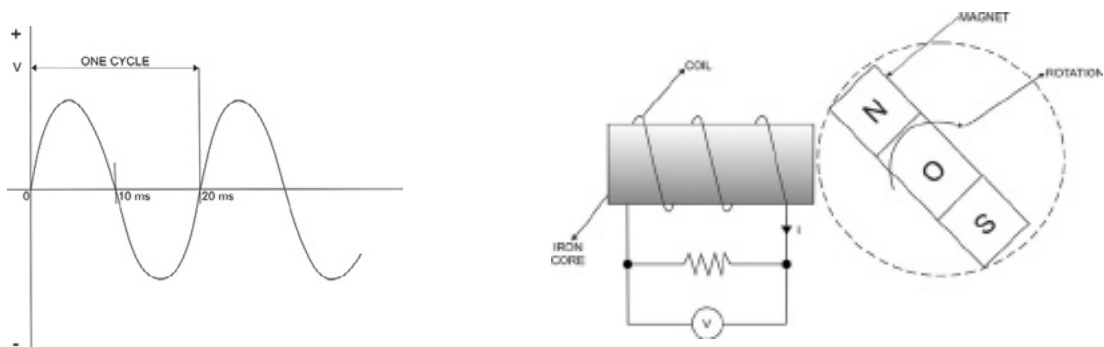 +
V
ONE CYCLE
0
10 ms
20 ms
-
MAGNET
COIL
ROTATION
N
O
S
I
IRON
CORE
V